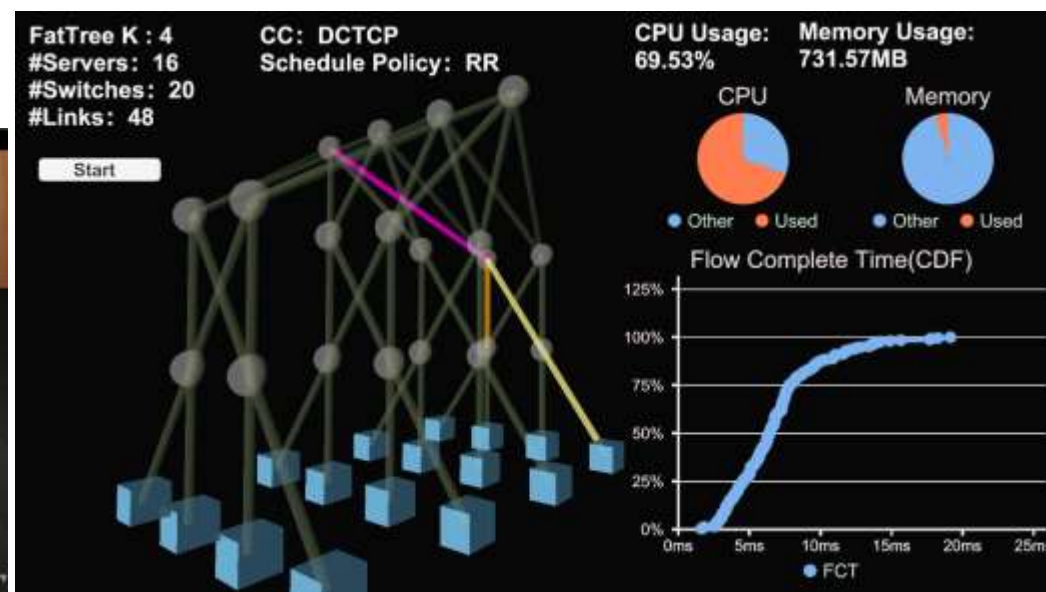 FatTree K : 4
#Servers: 16
#Switches: 20
#Links: 48
CC: DCTCP
Schedule Policy: RR
Start
CPU Usage:
69.53%
Memory Usage:
731.57MB
CPU
Memory
Other Used
Other Used
Flow Complete Time(CDF)
125%
100%
75%
50%
25%
0%
0ms 5ms 10ms 15ms 20ms 25m
FCT